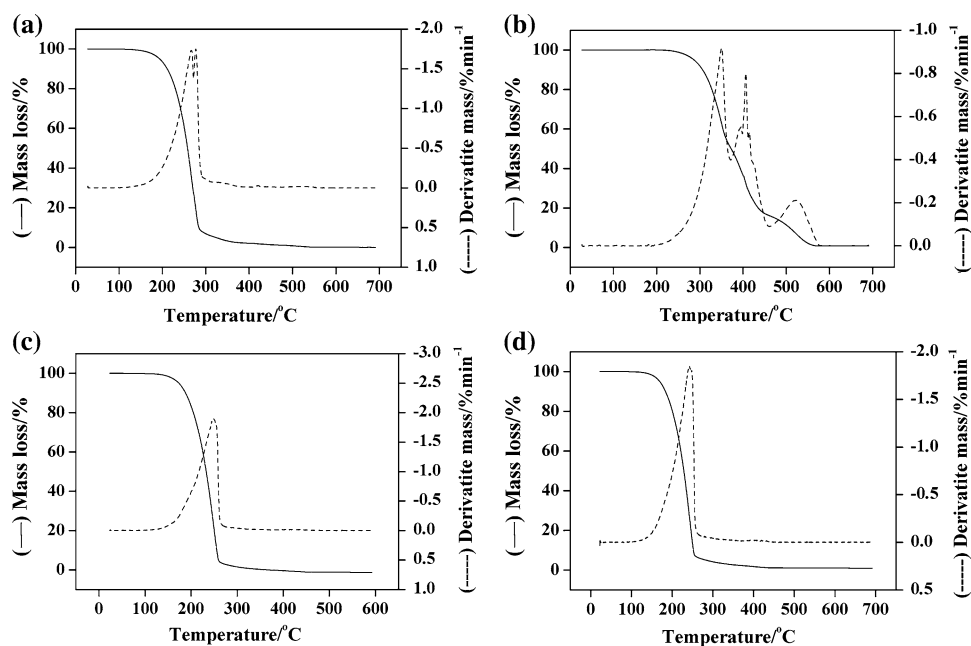 (a)
(—) Mass loss/%
100
80
60
40
20
0
-2.0
-1.5
-1.0
-0.5
0.0
0.5
1.0
(----) Derivatite mass/%min⁻¹
0 100 200 300 400 500 600 700
Temperature/°C
(b)
(—) Mass loss/%
100
80
60
40
20
0
-1.0
-0.8
-0.6
-0.4
-0.2
0.0
(----) Derivatite mass/%min⁻¹
0 100 200 300 400 500 600 700
Temperature/°C
(c)
(—) Mass loss/%
100
80
60
40
20
0
-3.0
-2.5
-2.0
-1.5
-1.0
-0.5
0.0
0.5
1.0
(----) Derivatite mass/%min⁻¹
0 100 200 300 400 500 600
Temperature/°C
(d)
(—) Mass loss/%
100
80
60
40
20
0
-2.0
-1.5
-1.0
-0.5
0.0
0.5
(----) Derivatite mass/%min⁻¹
0 100 200 300 400 500 600 700
Temperature/°C